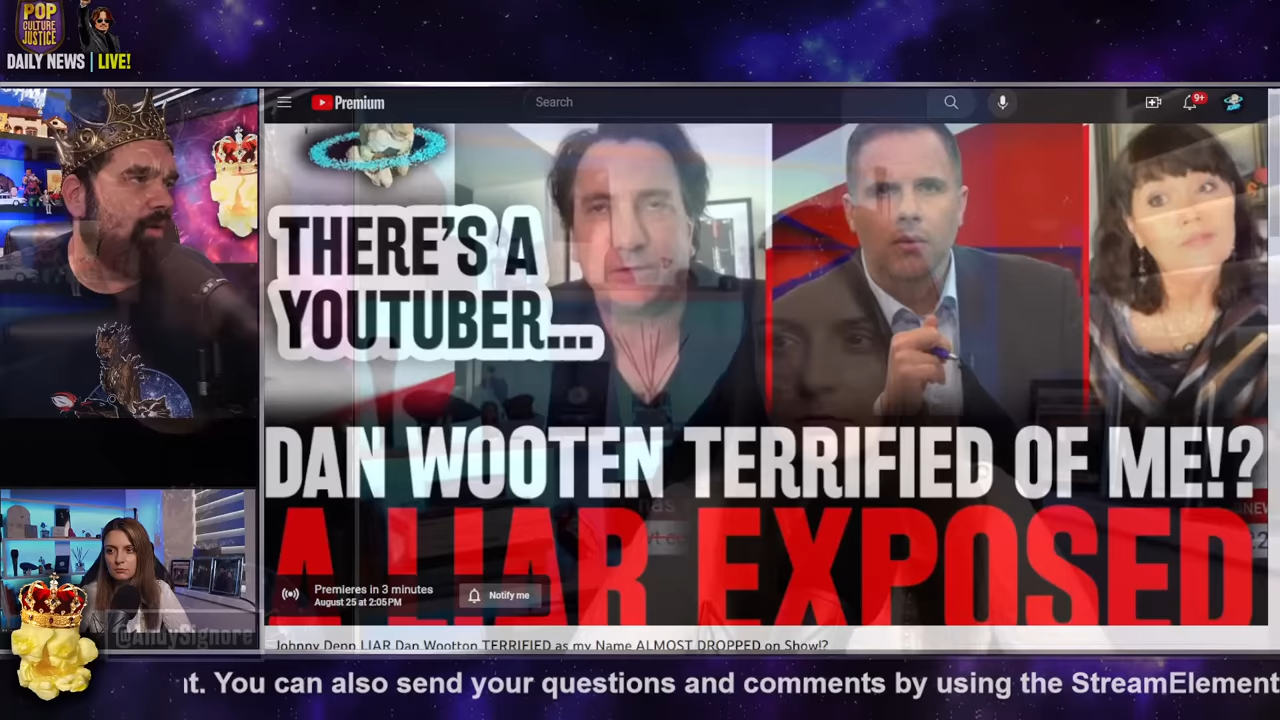 POP
CULTURE
JUSTICE
DAILY NEWS | LIVE!
Premium
Search
9+
THERE'S A
YOUTUBER...
DAN WOOTEN TERRIFIED OF ME!?
A LIAR EXPOSED
Premieres in 3 minutes
August 25 at 2:05 PM
Notify me
@AndySignore
Johnny Depp LIAR Dan Wootton TERRIFIED as my Name ALMOST DROPPED on Show!?
t. You can also send your questions and comments by using the StreamElement